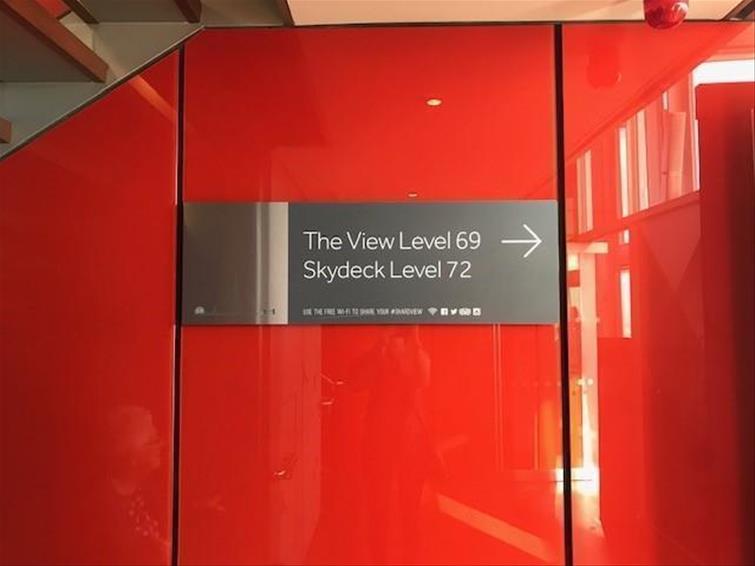 The View Level 69
Skydeck Level 72
USE THE FREE WI-FI TO SHARE YOUR #SHARDVIEW